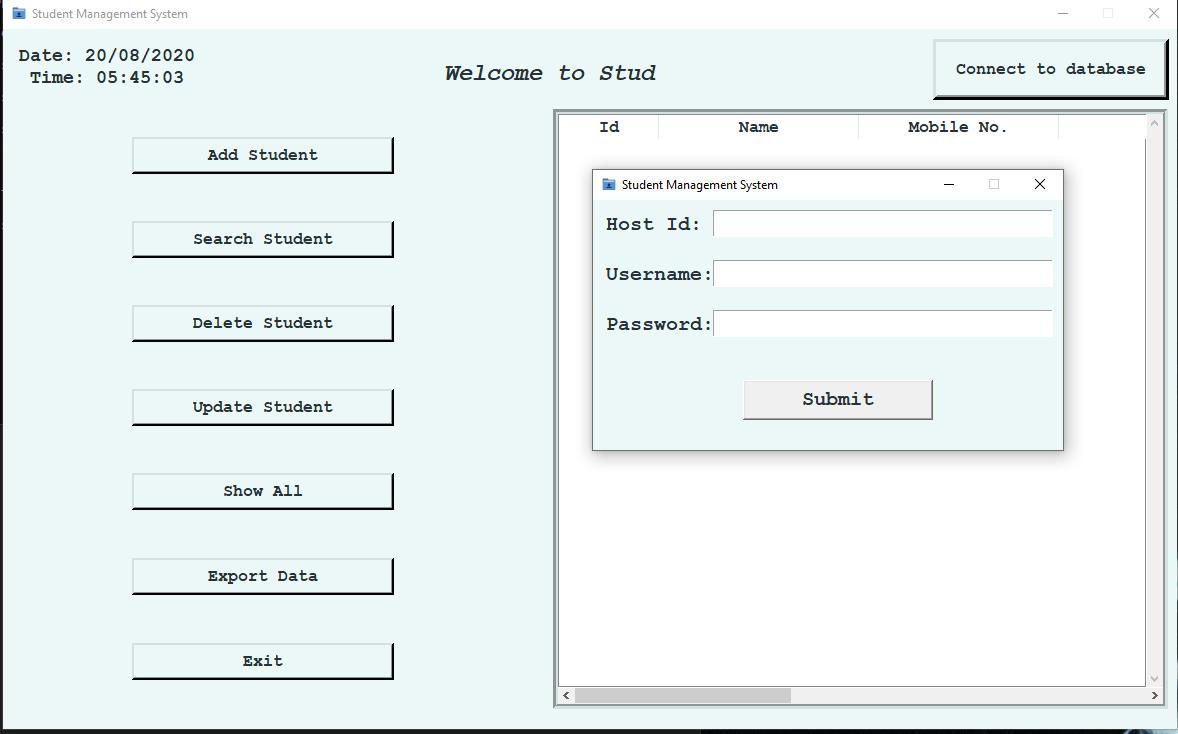 Student Management System
Date: 20/08/2020
Time: 05:45:03
Welcome to Stud
Connect to database
Add Student
Search Student
Delete Student
Update Student
Show All
Export Data
Exit
Id Name Mobile No.
Student Management System
Host Id:
Username:
Password:
Submit